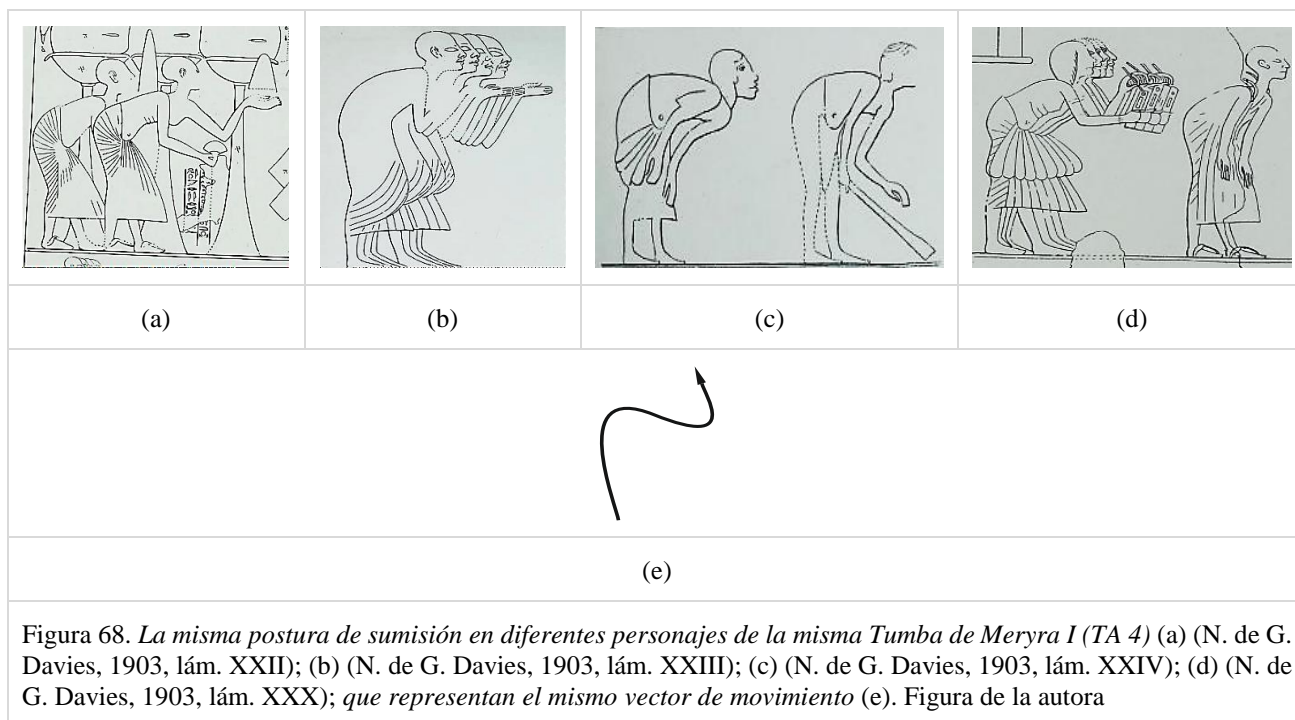 (a)
(b)
(c)
(d)
(e)
Figura 68. La misma postura de sumisión en diferentes personajes de la misma Tumba de Meryra I (TA 4) (a) (N. de G.
Davies, 1903, lám. XXII); (b) (N. de G. Davies, 1903, lám. XXIII); (c) (N. de G. Davies, 1903, lám. XXIV); (d) (N. de
G. Davies, 1903, lám. XXX); que representan el mismo vector de movimiento (e). Figura de la autora